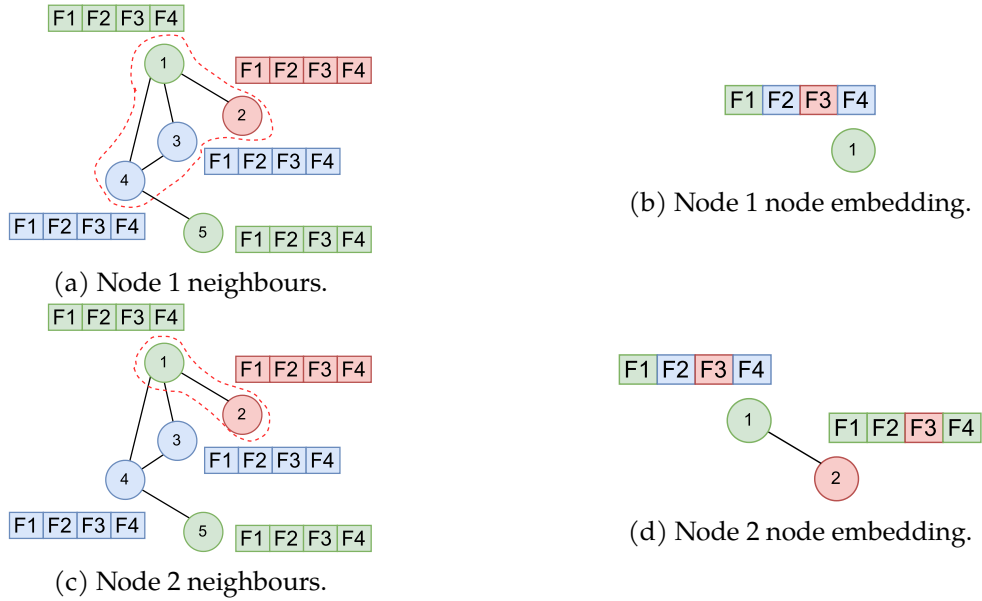 F1 F2 F3 F4
1
F1 F2 F3 F4
2
3
F1 F2 F3 F4
4
F1 F2 F3 F4
5
F1 F2 F3 F4
(a) Node 1 neighbours.
F1 F2 F3 F4
1
(b) Node 1 node embedding.
F1 F2 F3 F4
1
F1 F2 F3 F4
2
3
F1 F2 F3 F4
4
F1 F2 F3 F4
5
F1 F2 F3 F4
(c) Node 2 neighbours.
F1 F2 F3 F4
1
F1 F2 F3 F4
2
(d) Node 2 node embedding.